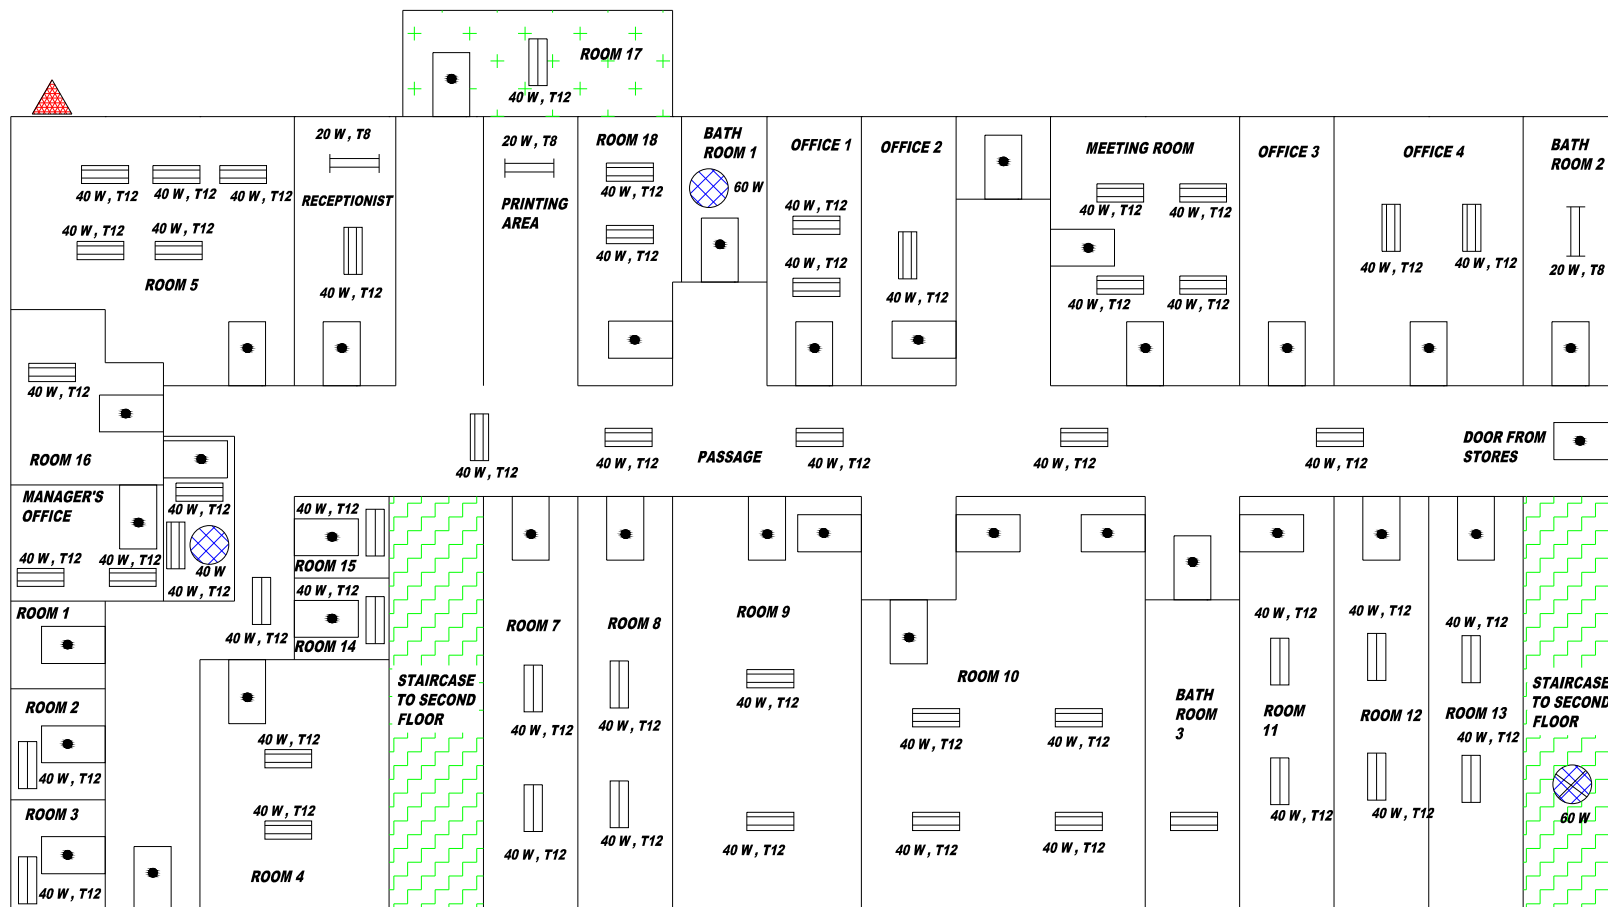 ROOM 17
40 W, T12
20 W, T8
20 W, T8
ROOM 18
BATH
ROOM 1
OFFICE 1
OFFICE 2
MEETING ROOM
OFFICE 3
OFFICE 4
BATH
ROOM 2
40 W, T12
40 W, T12
40 W, T12
RECEPTIONIST
PRINTING
AREA
40 W, T12
60 W
40 W, T12
40 W, T12
40 W, T12
40 W, T12
40 W, T12
40 W, T12
40 W, T12
40 W, T12
40 W, T12
20 W, T8
ROOM 5
40 W, T12
40 W, T12
40 W, T12
40 W, T12
40 W, T12
ROOM 16
40 W, T12
40 W, T12
PASSAGE
40 W, T12
40 W, T12
40 W, T12
DOOR FROM
STORES
MANAGER'S
OFFICE
40 W, T12
40 W, T12
40 W, T12
40 W, T12
40 W
40 W, T12
ROOM 15
40 W, T12
ROOM 14
ROOM 1
40 W, T12
ROOM 7
ROOM 8
ROOM 9
40 W, T12
40 W, T12
40 W, T12
STAIRCASE
TO SECOND
FLOOR
ROOM 10
BATH
ROOM
3
ROOM
11
ROOM 12
ROOM 13
40 W, T12
STAIRCASE
TO SECOND
FLOOR
ROOM 2
40 W, T12
40 W, T12
40 W, T12
40 W, T12
40 W, T12
40 W, T12
40 W, T12
ROOM 3
40 W, T12
40 W, T12
40 W, T12
40 W, T12
60 W
40 W, T12
40 W, T12
40 W, T12
40 W, T12
40 W, T12
ROOM 4
40 W, T12